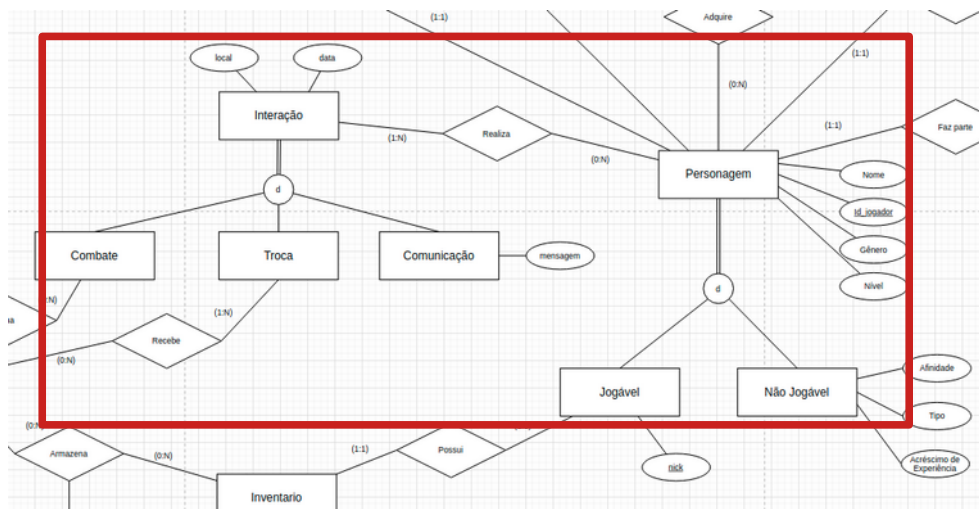 (1:1)
Adquire
local
data
(1:1)
(0:N)
Interação
(1:N)
Realiza
(1:1)
Faz parte
(0:N)
Personagem
Nome
Id_jogador
d
d
Gênero
Combate
Troca
Comunicação
mensagem
Nível
:N)
(1:N)
Recebe
(0:N)
Jogável
Não Jogável
Afinidade
Tipo
(0:N
(1:1)
Armazena
(0:N)
Possui
nick
Acréscimo de
Experiência
Inventario